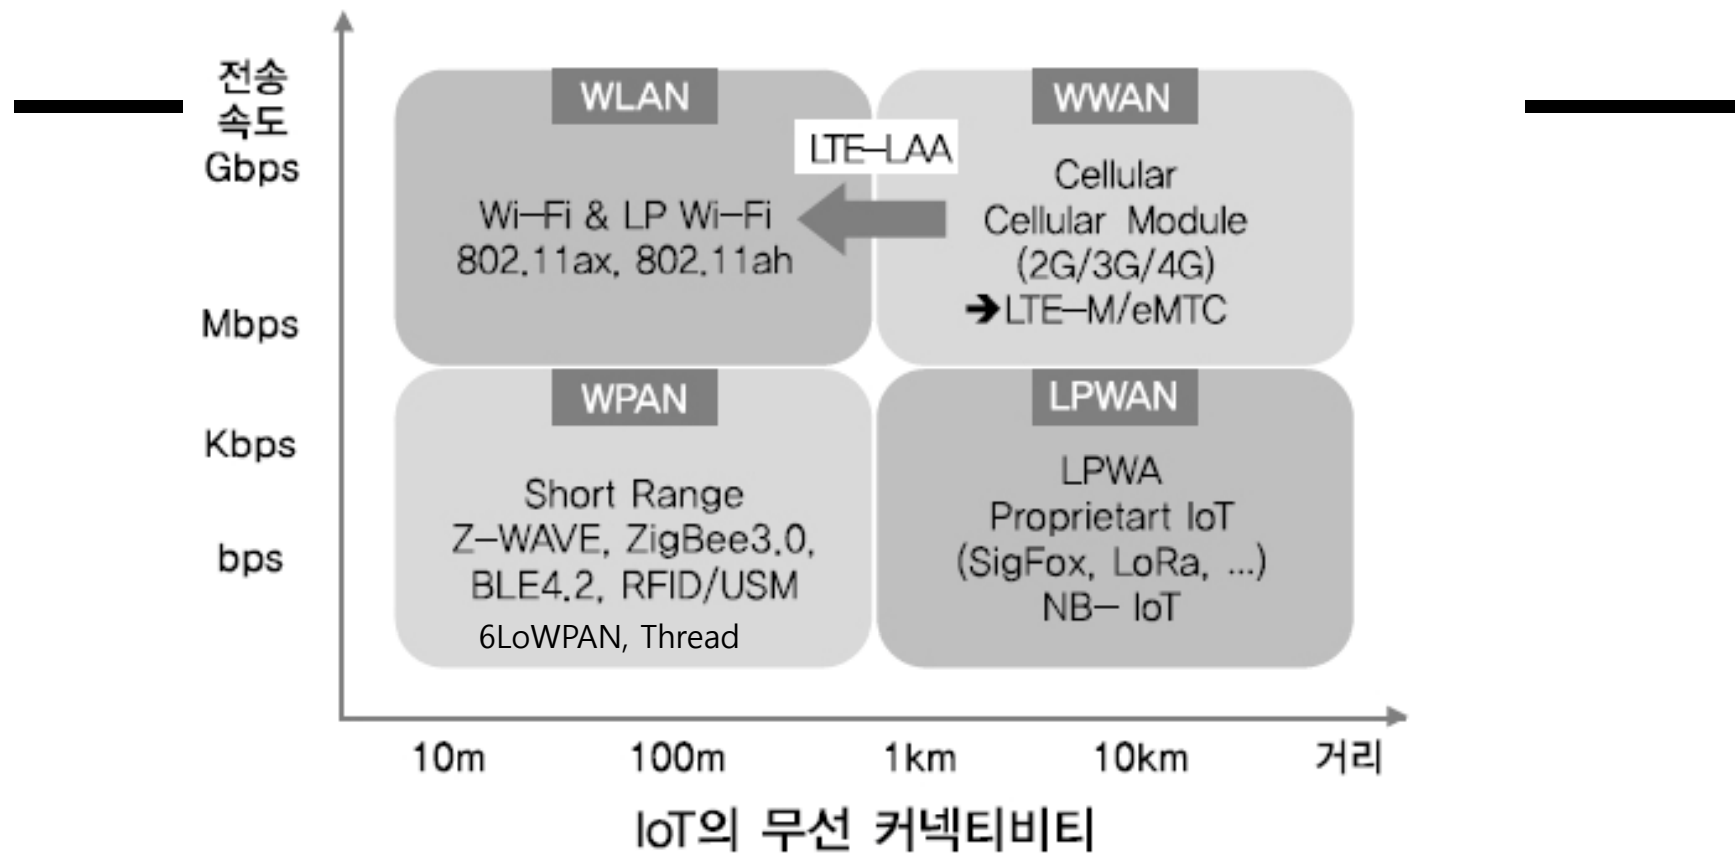 전송
속도
Gbps
Mbps
Kbps
bps
WLAN
Wi-Fi & LP Wi-Fi
802.11ax, 802.11ah
LTE-LAA
WWAN
Cellular
Cellular Module
(2G/3G/4G)
➔LTE-M/eMTC
WPAN
Short Range
Z-WAVE, ZigBee3.0,
BLE4.2, RFID/USM
6LoWPAN, Thread
LPWAN
LPWA
Proprietart IoT
(SigFox, LoRa, ...)
NB- IoT
10m 100m 1km 10km 거리
IoT의 무선 커넥티비티